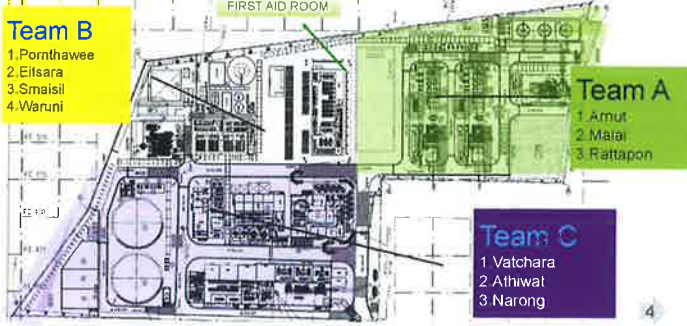 FIRST AID ROOM
Team B
1.Pornthawee
2.Eitsara
3.Smaisil
4.Waruni
Team A
1.Arnut
2.Malai
3.Rattapon
Team C
1.Vatchara
2.Athiwat
3.Narong
4